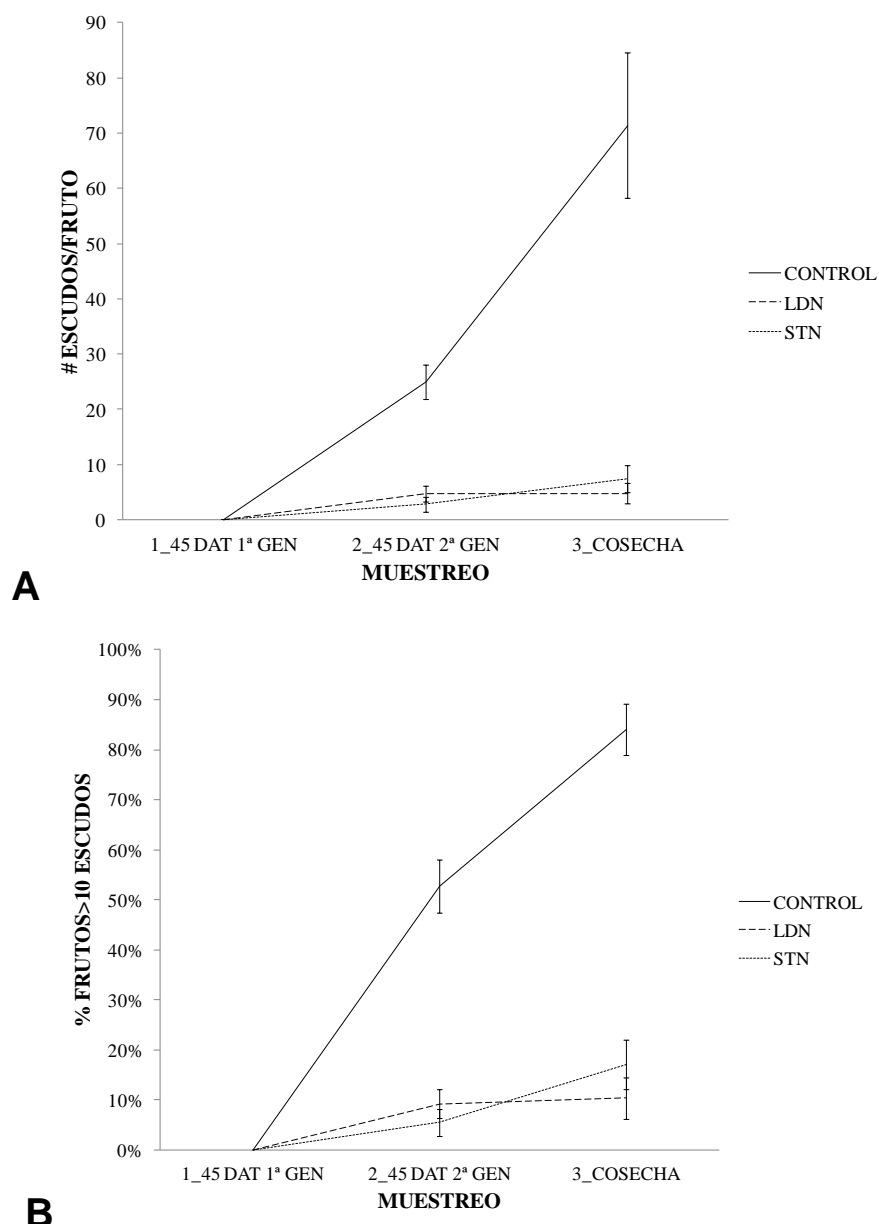 90
80
70
60
50
40
30
20
10
0
# ESCUDOS/FRUTO
1_45 DAT 1ª GEN 2_45 DAT 2ª GEN 3_COSECHA
MUESTREO
CONTROL
LDN
STN
A
100%
90%
80%
70%
60%
50%
40%
30%
20%
10%
0%
% FRUTOS>10 ESCUDOS
1_45 DAT 1ª GEN 2_45 DAT 2ª GEN 3_COSECHA
MUESTREO
CONTROL
LDN
STN
B